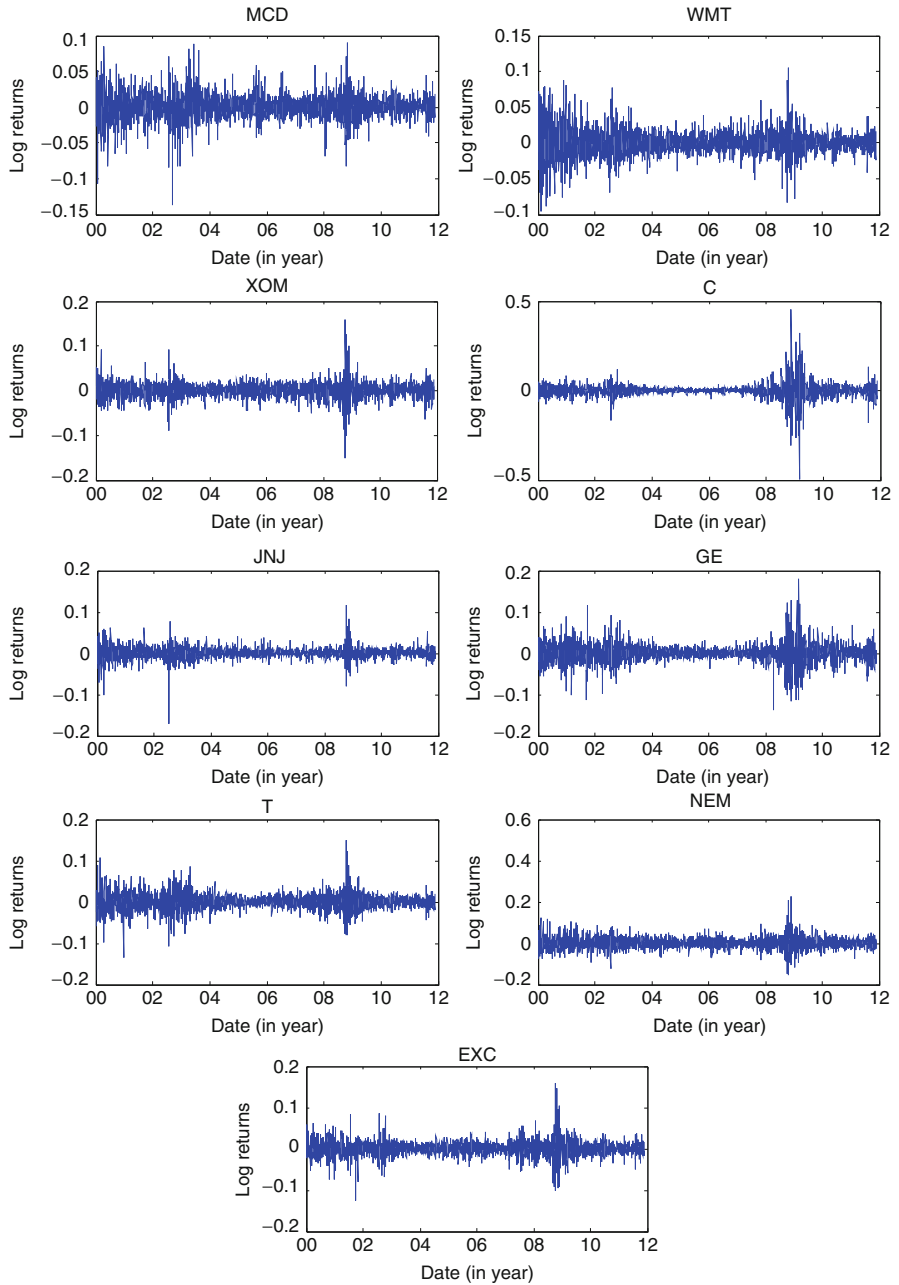 MCD
0.1
0.05
0
−0.05
−0.1
−0.15
Log returns
00 02 04 06 08 10 12
Date (in year)
WMT
0.15
0.1
0.05
0
−0.05
−0.1
Log returns
00 02 04 06 08 10 12
Date (in year)
XOM
0.2
0.1
0
−0.1
−0.2
Log returns
00 02 04 06 08 10 12
Date (in year)
C
0.5
0
−0.5
Log returns
00 02 04 06 08 10 12
Date (in year)
JNJ
0.2
0.1
0
−0.1
−0.2
Log returns
00 02 04 06 08 10 12
Date (in year)
GE
0.2
0.1
0
−0.1
−0.2
Log returns
00 02 04 06 08 10 12
Date (in year)
T
0.2
0.1
0
−0.1
−0.2
Log returns
00 02 04 06 08 10 12
Date (in year)
NEM
0.6
0.4
0.2
0
−0.2
Log returns
00 02 04 06 08 10 12
Date (in year)
EXC
0.2
0.1
0
−0.1
−0.2
Log returns
00 02 04 06 08 10 12
Date (in year)